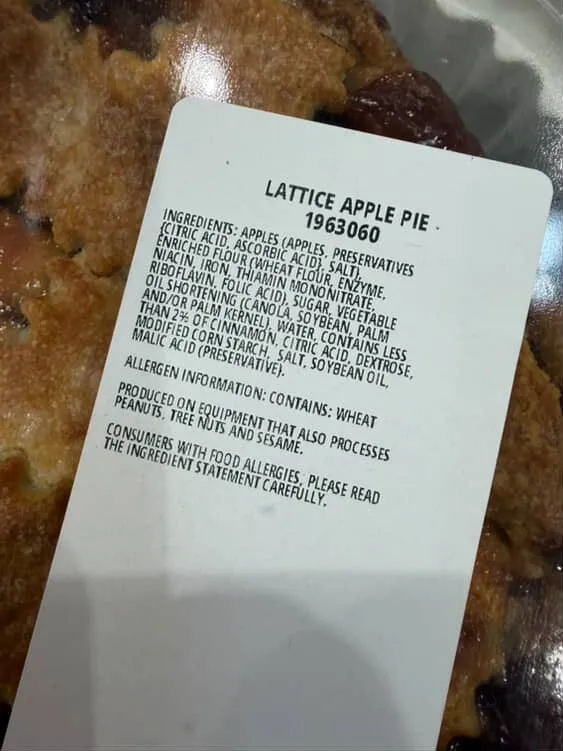 LATTICE APPLE PIE
1963060
INGREDIENTS: APPLES (APPLES, PRESERVATIVES
(CITRIC ACID, ASCORBIC ACID), SALT),
ENRICHED FLOUR (WHEAT FLOUR, ENZYME,
NIACIN, IRON, THIAMIN MONONITRATE,
RIBOFLAVIN, FOLIC ACID), SUGAR, VEGETABLE
OIL SHORTENING (CANOLA, SOYBEAN, PALM
AND/OR PALM KERNEL), WATER, CONTAINS LESS
THAN 2% OF CINNAMON, CITRIC ACID, DEXTROSE,
MODIFIED CORN STARCH, SALT, SOYBEAN OIL,
MALIC ACID (PRESERVATIVE).
ALLERGEN INFORMATION: CONTAINS: WHEAT
PRODUCED ON EQUIPMENT THAT ALSO PROCESSES
PEANUTS, TREE NUTS AND SESAME.
CONSUMERS WITH FOOD ALLERGIES, PLEASE READ
THE INGREDIENT STATEMENT CAREFULLY.